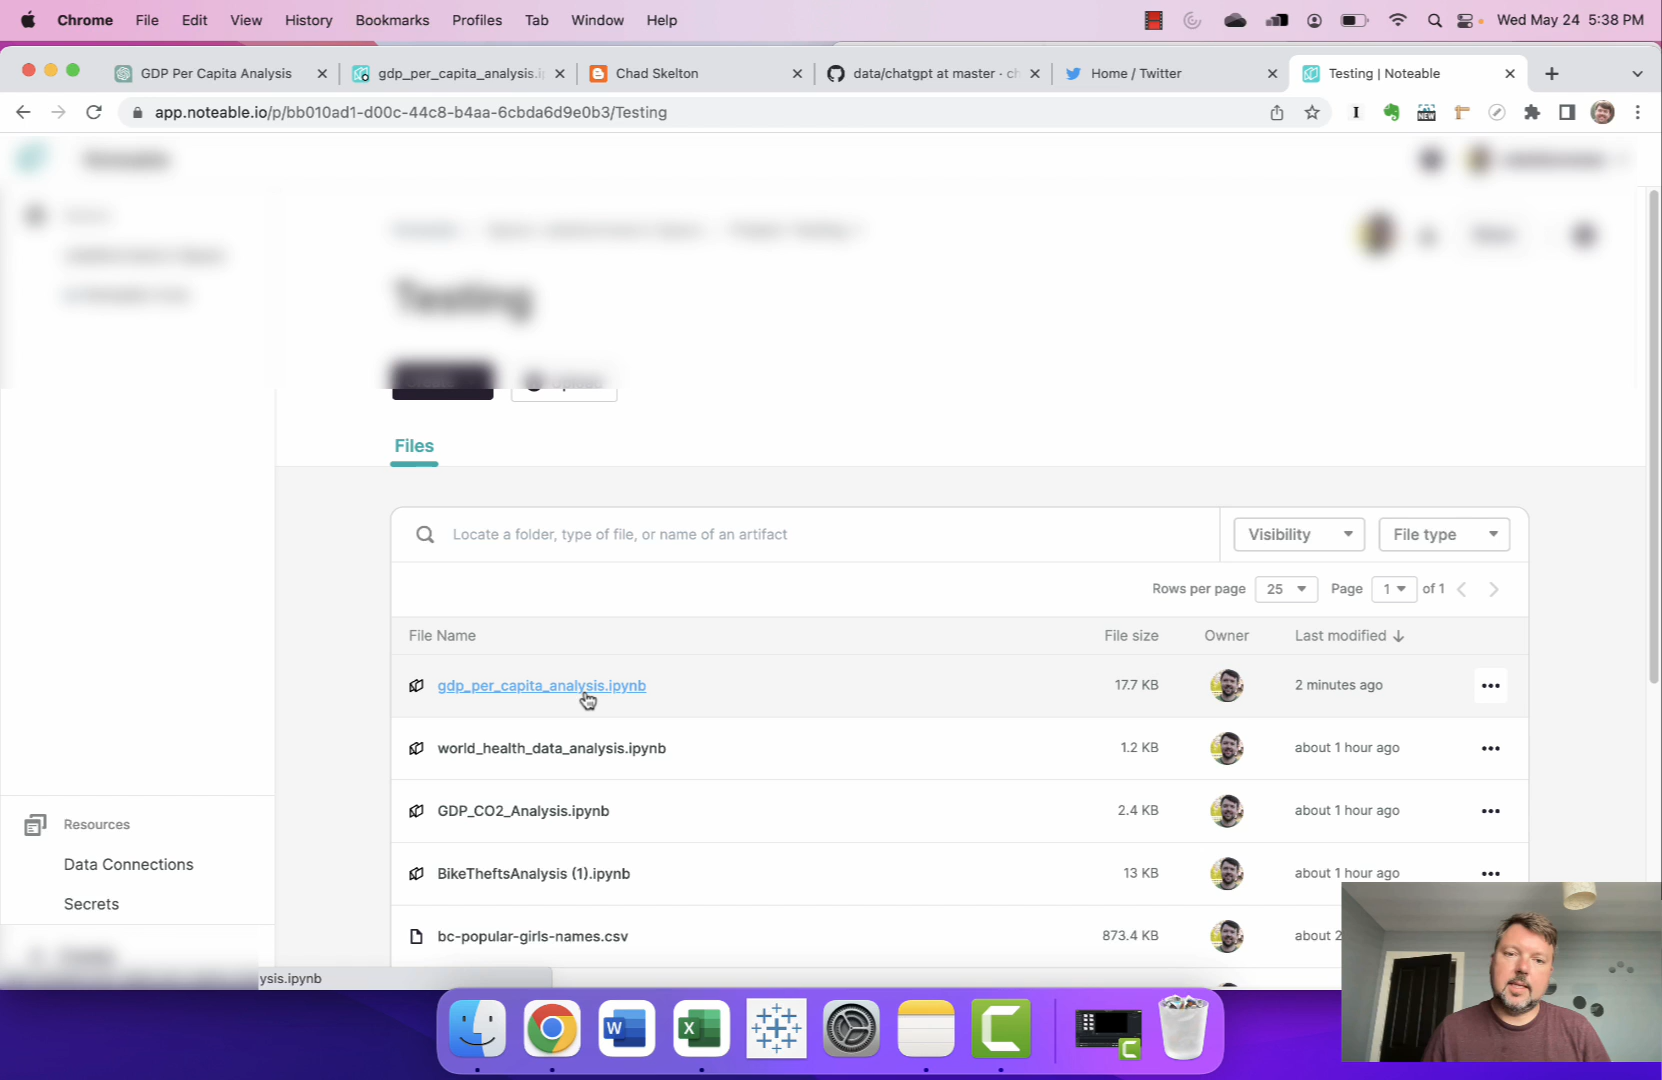 Chrome File Edit View History Bookmarks Profiles Tab Window Help Wed May 24 5:38 PM
GDP Per Capita Analysis gdp_per_capita_analysis.i Chad Skelton data/chatgpt at master · Home / Twitter Testing | Noteable
app.noteable.io/p/bb010ad1-d00c-44c8-b4aa-6cbda6d9e0b3/Testing NEW
Testing
Files
Locate a folder, type of file, or name of an artifact Visibility File type
Rows per page 25 Page 1 of 1
File Name File size Owner Last modified
gdp_per_capita_analysis.ipynb 17.7 KB 2 minutes ago
world_health_data_analysis.ipynb 1.2 KB about 1 hour ago
GDP_CO2_Analysis.ipynb 2.4 KB about 1 hour ago
Resources
Data Connections
BikeTheftsAnalysis (1).ipynb 13 KB about 1 hour ago
Secrets
bc-popular-girls-names.csv 873.4 KB about 2
ysis.ipynb